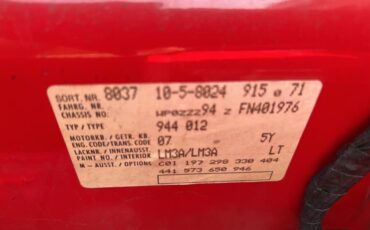 SORT.NR. 8037 10-5-8024 915 0 71
FAHRG. NR.
CHASSIS NR. WP0ZZZ94 Z FN401976
TYP / TYPE 944 012
MOTORKB. / GETR. KB.
ENG. CODE/TRANS. CODE 07 5Y
LACKNR. / INNENAUSST.
PAINT NO. / INTERIOR LM3A/LM3A LT
M - AUSST. / OPTIONS C01 197 298 330 404
441 573 650 946